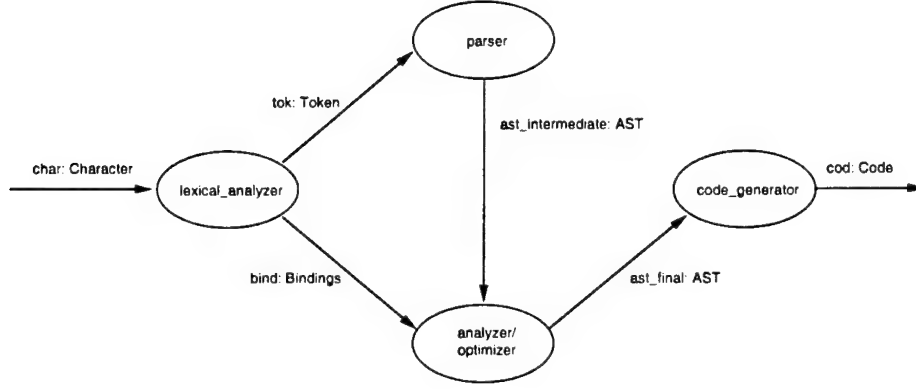 parser
tok: Token
ast_intermediate: AST
char: Character
lexical_analyzer
code_generator
cod: Code
bind: Bindings
ast_final: AST
analyzer/
optimizer